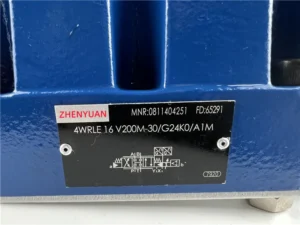 ZHENYUAN
MNR:0811404251 FD:65291
4WRLE 16 V200M-30/G24K0/A1M